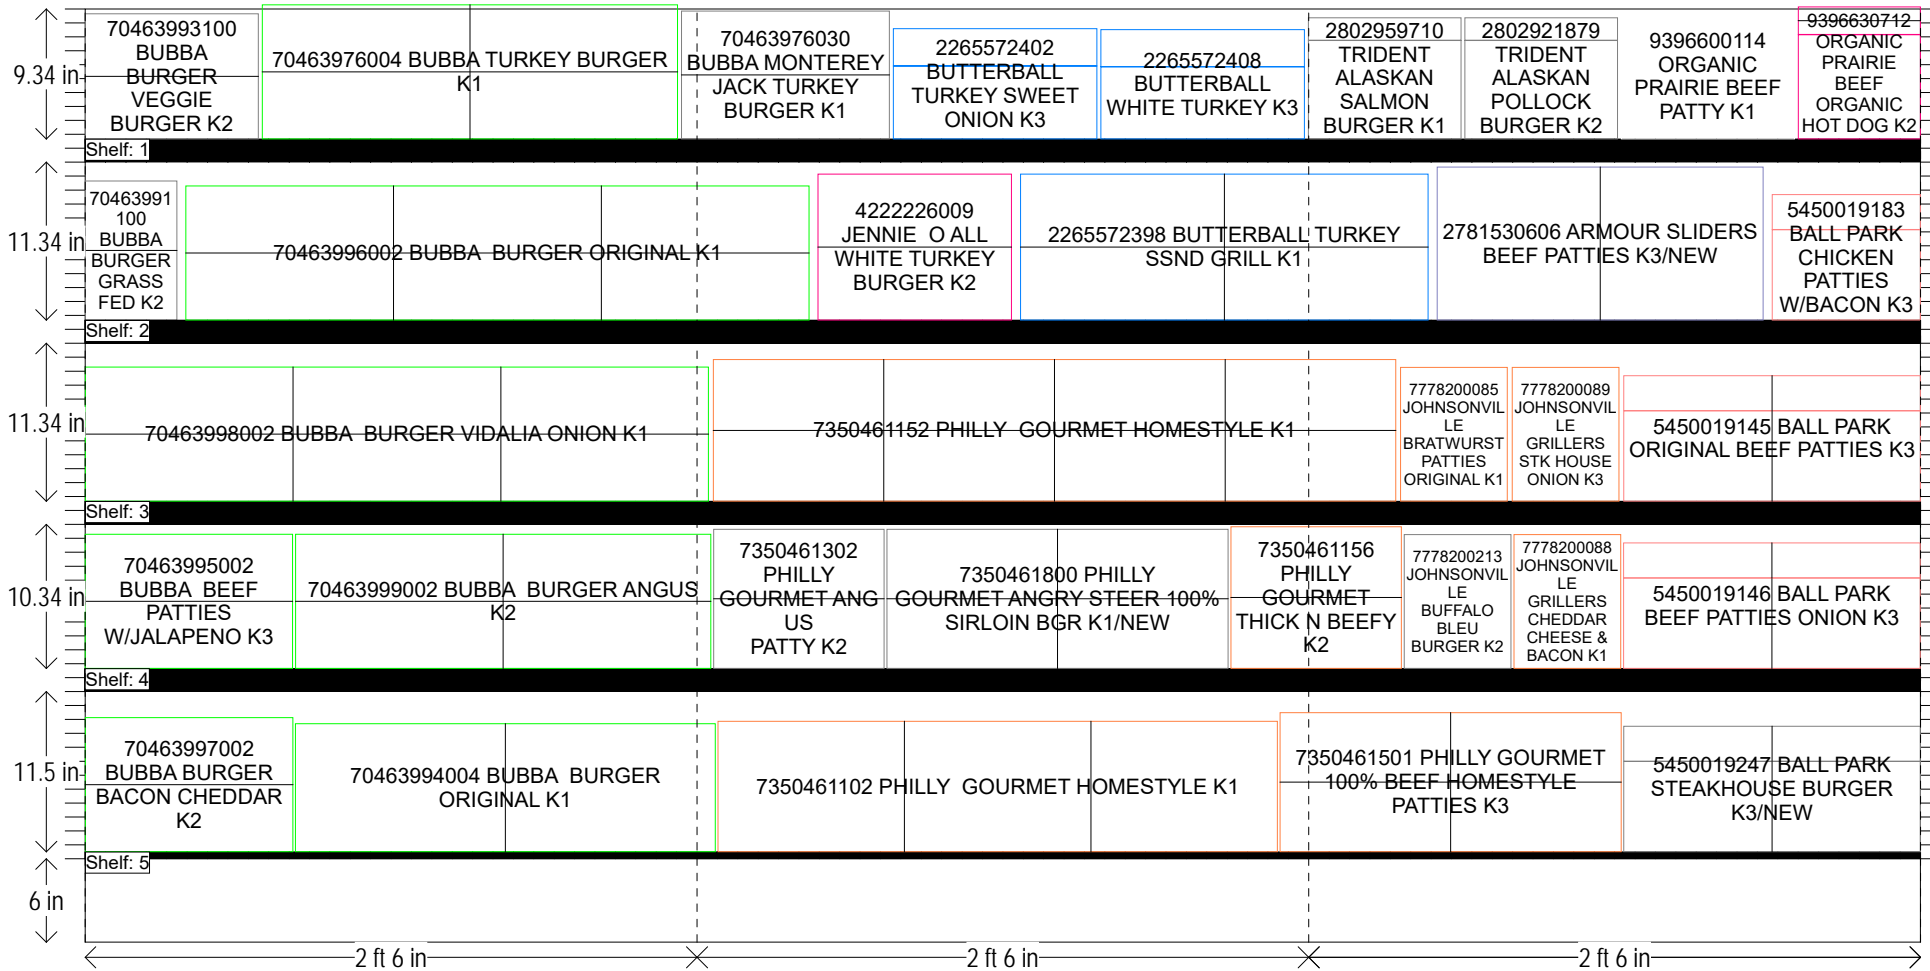 9.34 in
70463993100
BUBBA
BURGER
VEGGIE
BURGER K2
70463976004 BUBBA TURKEY BURGER
K1
70463976030
BUBBA MONTEREY
JACK TURKEY
BURGER K1
2265572402
BUTTERBALL
TURKEY SWEET
ONION K3
2265572408
BUTTERBALL
WHITE TURKEY K3
2802959710
TRIDENT
ALASKAN
SALMON
BURGER K1
2802921879
TRIDENT
ALASKAN
POLLOCK
BURGER K2
9396600114
ORGANIC
PRAIRIE BEEF
PATTY K1
9396630712
ORGANIC
PRAIRIE
BEEF
ORGANIC
HOT DOG K2
Shelf: 1
11.34 in
70463991
100
BUBBA
BURGER
GRASS
FED K2
70463996002 BUBBA  BURGER ORIGINAL K1
4222226009
JENNIE  O ALL
WHITE TURKEY
BURGER K2
2265572398 BUTTERBALL TURKEY
SSND GRILL K1
2781530606 ARMOUR SLIDERS
BEEF PATTIES K3/NEW
5450019183
BALL PARK
CHICKEN
PATTIES
W/BACON K3
Shelf: 2
11.34 in
70463998002 BUBBA  BURGER VIDALIA ONION K1
7350461152 PHILLY  GOURMET HOMESTYLE K1
7778200085
JOHNSONVIL
LE
BRATWURST
PATTIES
ORIGINAL K1
7778200089
JOHNSONVIL
LE
GRILLERS
STK HOUSE
ONION K3
5450019145 BALL PARK
ORIGINAL BEEF PATTIES K3
Shelf: 3
10.34 in
70463995002
BUBBA  BEEF
PATTIES
W/JALAPENO K3
70463999002 BUBBA  BURGER ANGUS
K2
7350461302
PHILLY
GOURMET ANG
US
PATTY K2
7350461800 PHILLY
GOURMET ANGRY STEER 100%
SIRLOIN BGR K1/NEW
7350461156
PHILLY
GOURMET
THICK N BEEFY
K2
7778200213
JOHNSONVIL
LE
BUFFALO
BLEU
BURGER K2
7778200088
JOHNSONVIL
LE
GRILLERS
CHEDDAR
CHEESE &
BACON K1
5450019146 BALL PARK
BEEF PATTIES ONION K3
Shelf: 4
11.5 in
70463997002
BUBBA BURGER
BACON CHEDDAR
K2
70463994004 BUBBA  BURGER
ORIGINAL K1
7350461102 PHILLY  GOURMET HOMESTYLE K1
7350461501 PHILLY GOURMET
100% BEEF HOMESTYLE
PATTIES K3
5450019247 BALL PARK
STEAKHOUSE BURGER
K3/NEW
Shelf: 5
6 in
2 ft 6 in
2 ft 6 in
2 ft 6 in